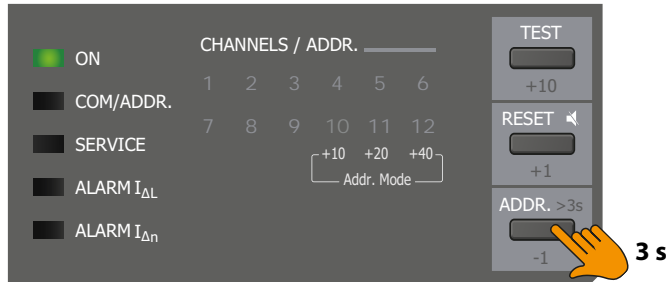 ON
COM/ADDR.
SERVICE
ALARM IΔL
ALARM IΔn
CHANNELS / ADDR.
1 2 3 4 5 6
7 8 9 10 11 12
+10 +20 +40
Addr. Mode
TEST
+10
RESET
+1
ADDR. >3s
-1
3 s